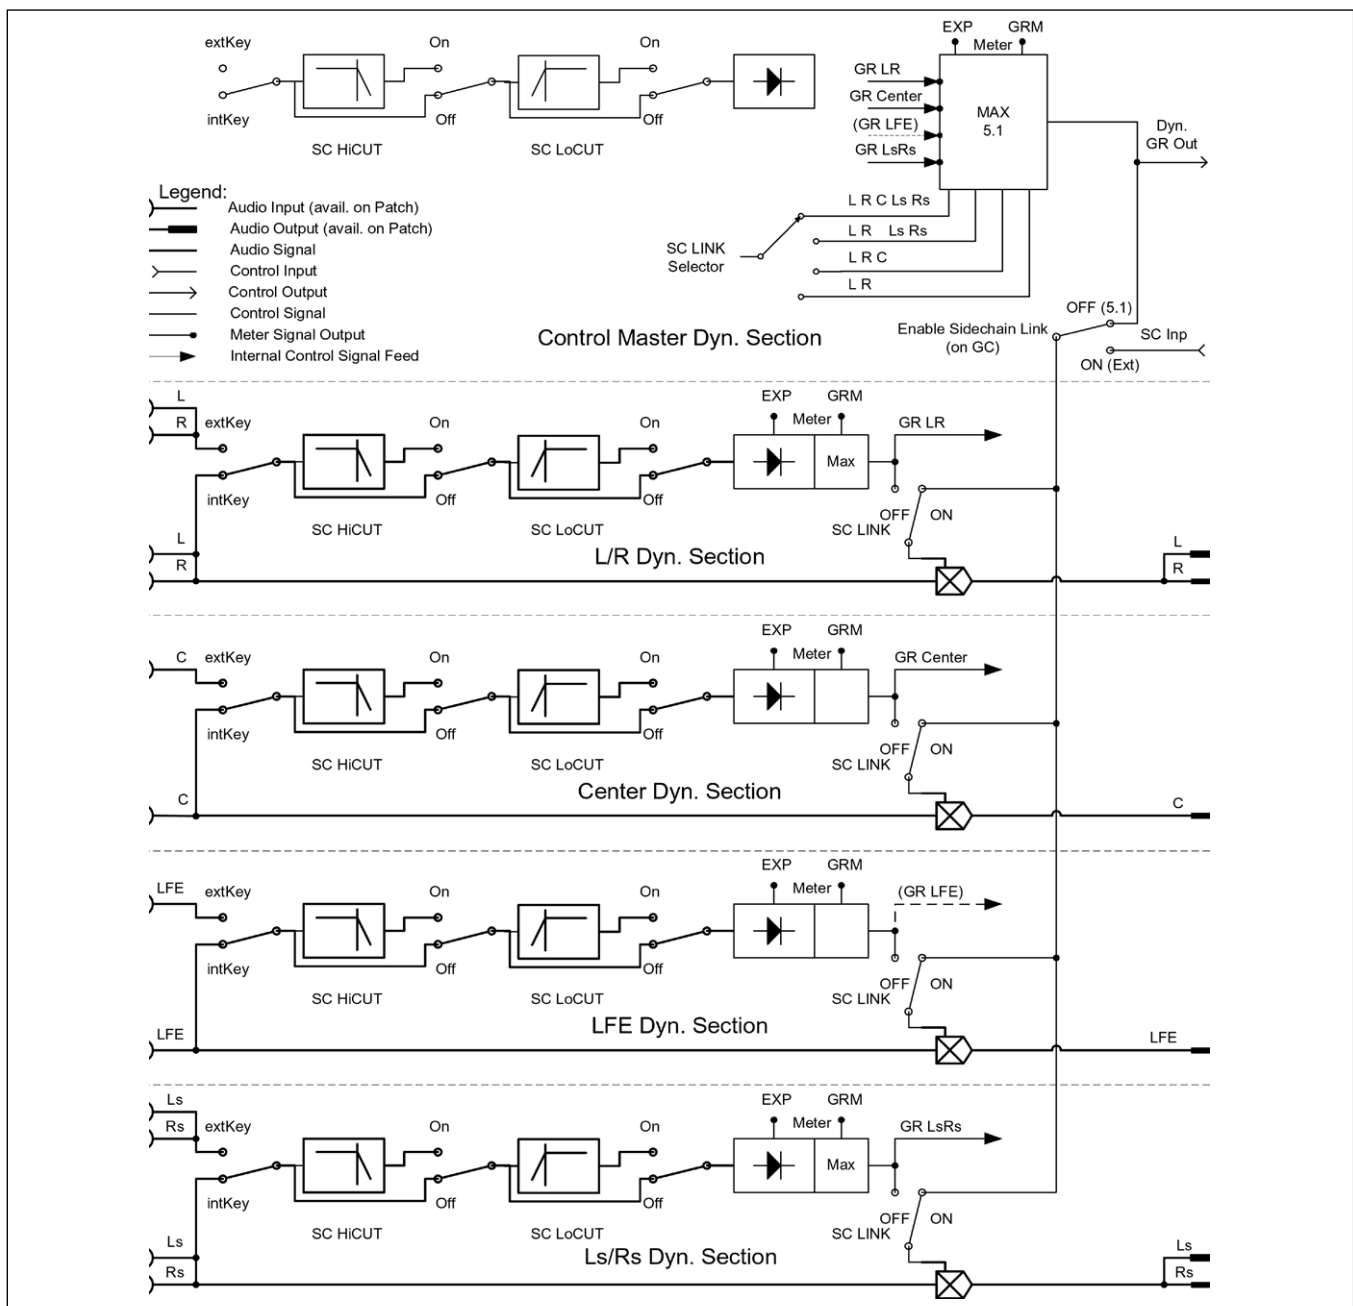 EXP GRM
Meter
extKey On On
intKey Off Off
SC HiCUT SC LoCUT
GR LR
GR Center
(GR LFE)
GR LsRs
MAX
5.1
Dyn.
GR Out
Legend:
Audio Input (avail. on Patch)
Audio Output (avail. on Patch)
Audio Signal
Control Input
Control Output
Control Signal
Meter Signal Output
Internal Control Signal Feed
SC LINK
Selector
L R C Ls Rs
L R Ls Rs
L R C
L R
Control Master Dyn. Section
Enable Sidechain Link
(on GC)
OFF (5.1)
SC Inp
ON (Ext)
L
R
extKey On On
EXP GRM
Meter
GR LR
Max
intKey Off Off
OFF ON
SC LINK
SC HiCUT SC LoCUT
L/R Dyn. Section
L
R
L
R
C
extKey On On
EXP GRM
Meter
GR Center
intKey Off Off
OFF ON
SC LINK
SC HiCUT SC LoCUT
Center Dyn. Section
C
C
LFE
extKey On On
EXP GRM
Meter
(GR LFE)
intKey Off Off
OFF ON
SC LINK
SC HiCUT SC LoCUT
LFE Dyn. Section
LFE
LFE
Ls
Rs
extKey On On
EXP GRM
Meter
GR LsRs
Max
intKey Off Off
OFF ON
SC LINK
SC HiCUT SC LoCUT
Ls/Rs Dyn. Section
Ls
Rs
Ls
Rs